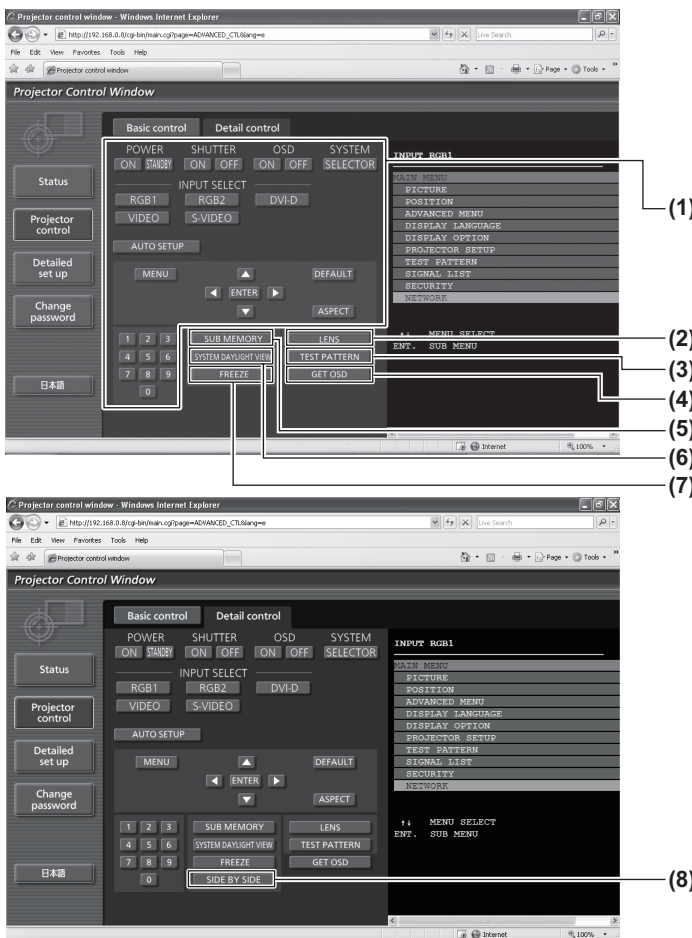 Projector control window - Windows Internet Explorer
http://192.168.0.8/cgi-bin/main.cgi?page=ADVANCED_CTL&lang=e
Live Search
File Edit View Favorites Tools Help
Projector control window
Page Tools »
Projector Control Window
Basic control Detail control
POWER SHUTTER OSD SYSTEM
ON STANDBY ON OFF ON OFF SELECTOR
INPUT SELECT
RGB1 RGB2 DVI-D
VIDEO S-VIDEO
AUTO SETUP
MENU DEFAULT
ENTER
ASPECT
1 2 3 SUB MEMORY LENS
4 5 6 SYSTEM DAYLIGHT VIEW TEST PATTERN
7 8 9 FREEZE GET OSD
0
Status
Projector
control
Detailed
set up
Change
password
日本語
INPUT RGB1
MAIN MENU
PICTURE
POSITION
ADVANCED MENU
DISPLAY LANGUAGE
DISPLAY OPTION
PROJECTOR SETUP
TEST PATTERN
SIGNAL LIST
SECURITY
NETWORK
MENU SELECT
ENT. SUB MENU
Internet 100%
(1)
(2)
(3)
(4)
(5)
(6)
(7)
Projector control window - Windows Internet Explorer
http://192.168.0.8/cgi-bin/main.cgi?page=ADVANCED_CTL&lang=e
Live Search
File Edit View Favorites Tools Help
Projector control window
Page Tools »
Projector Control Window
Basic control Detail control
POWER SHUTTER OSD SYSTEM
ON STANDBY ON OFF ON OFF SELECTOR
INPUT SELECT
RGB1 RGB2 DVI-D
VIDEO S-VIDEO
AUTO SETUP
MENU DEFAULT
ENTER
ASPECT
1 2 3 SUB MEMORY LENS
4 5 6 SYSTEM DAYLIGHT VIEW TEST PATTERN
7 8 9 FREEZE GET OSD
0 SIDE BY SIDE
Status
Projector
control
Detailed
set up
Change
password
日本語
INPUT RGB1
MAIN MENU
PICTURE
POSITION
ADVANCED MENU
DISPLAY LANGUAGE
DISPLAY OPTION
PROJECTOR SETUP
TEST PATTERN
SIGNAL LIST
SECURITY
NETWORK
MENU SELECT
ENT. SUB MENU
Internet 100%
(8)